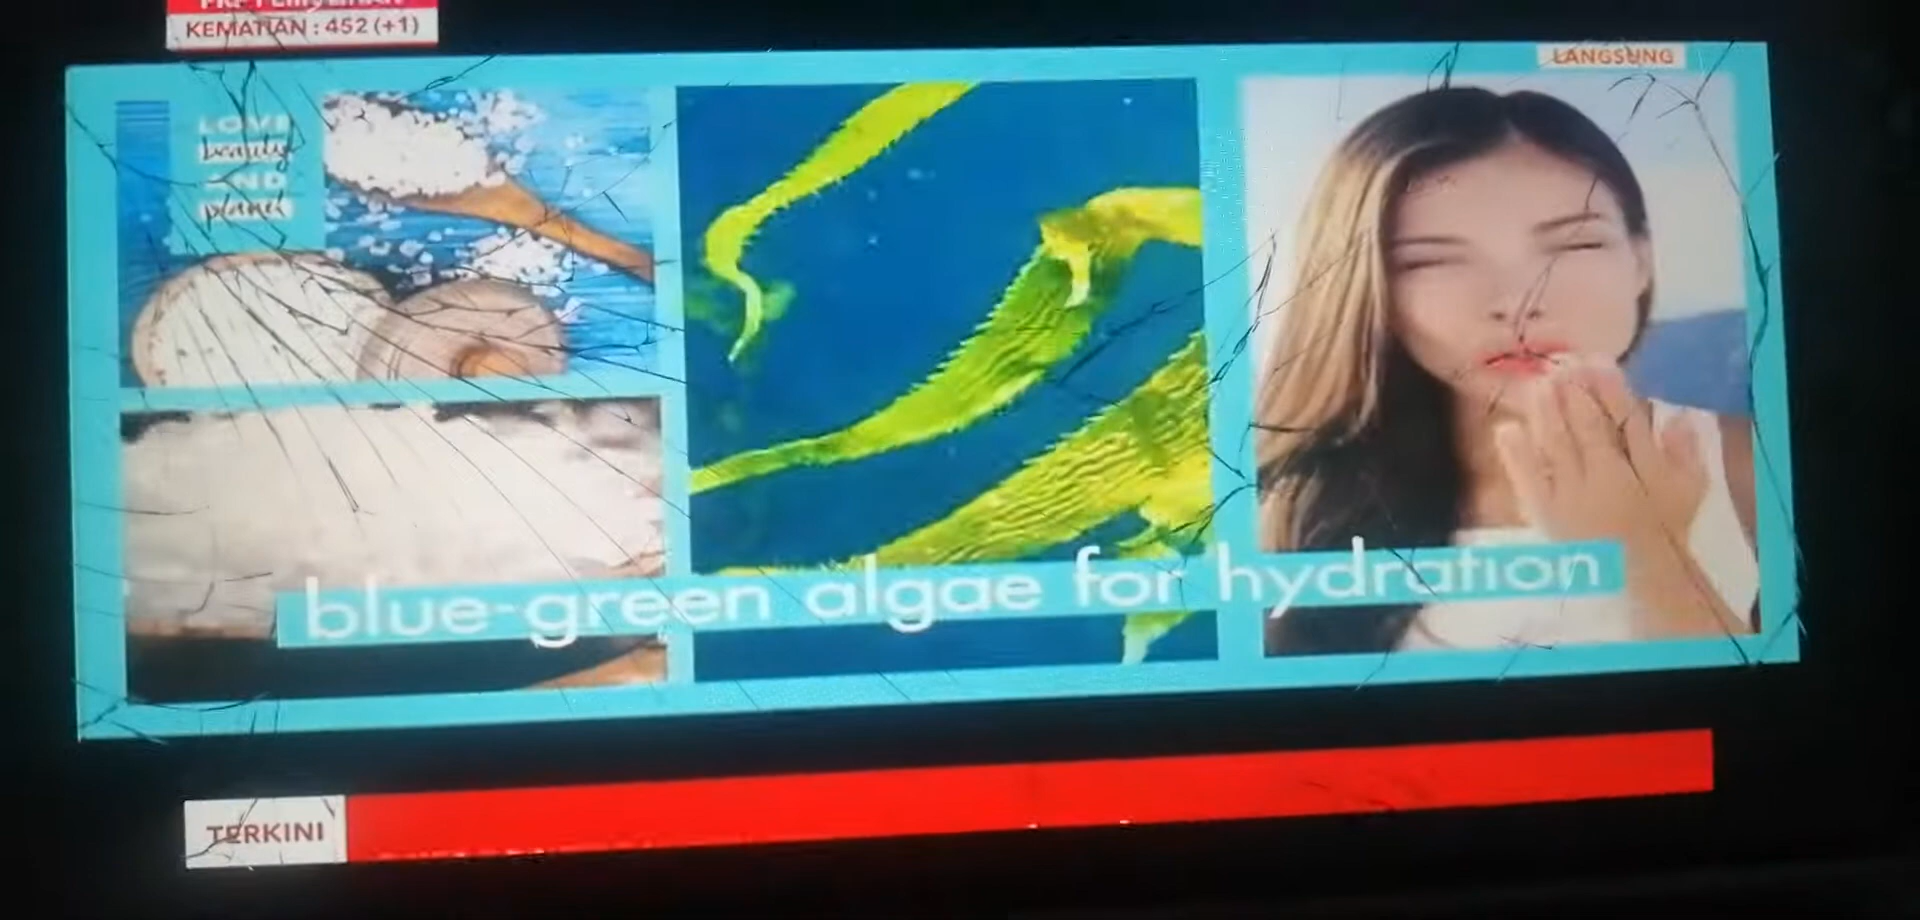 KEMATIAN : 452 (+1)
LANGSUNG
LOVE
beauty
AND
planet
blue-green algae for hydration
TERKINI